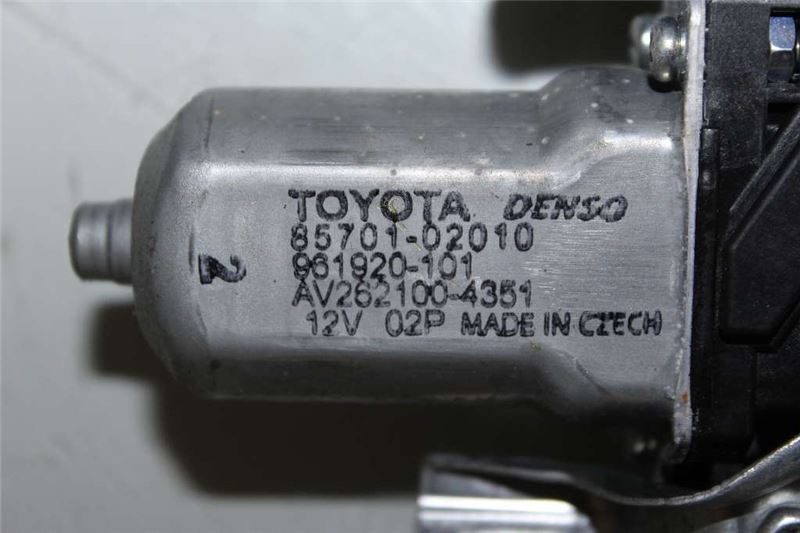 TOYOTA DENSO
85701-02010
961920-101
AV262100-4351
12V 02P MADE IN CZECH
2